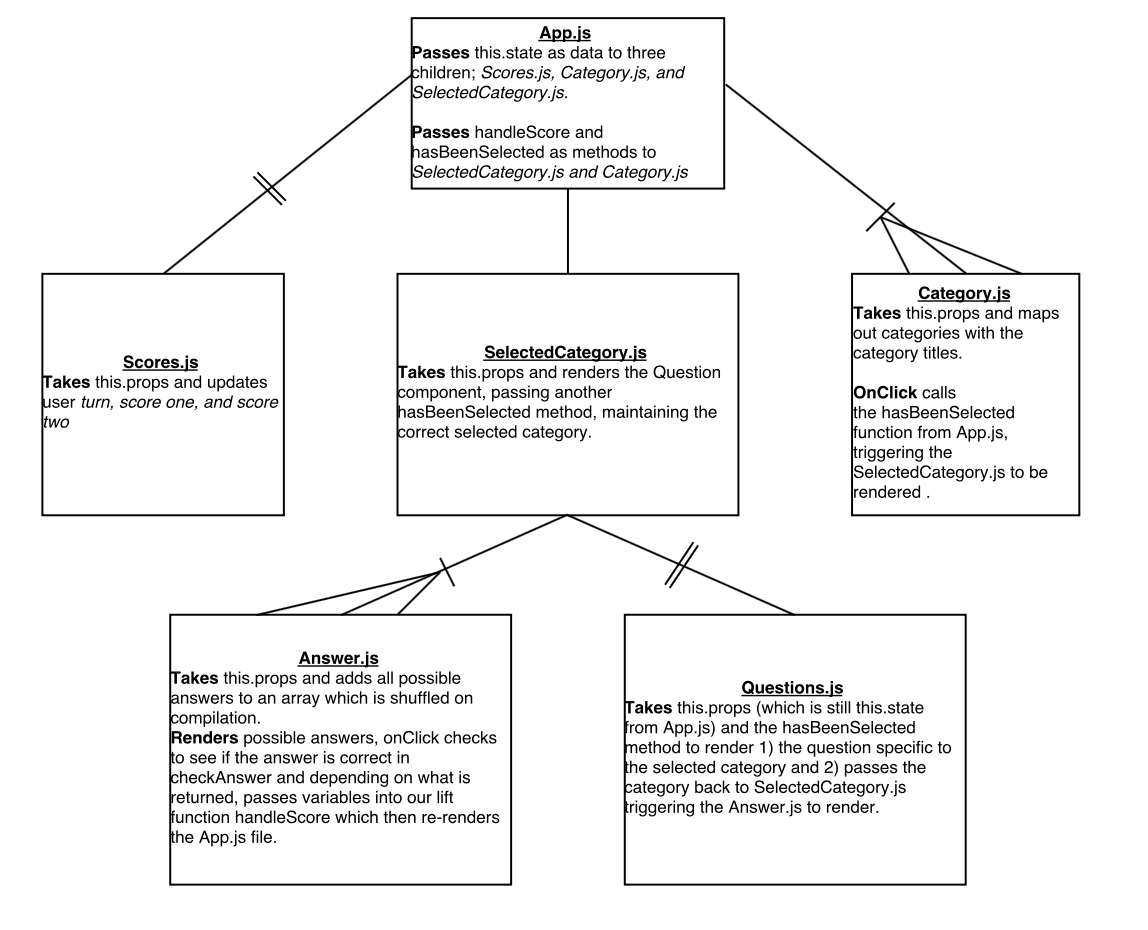 App.js
Passes this.state as data to three
children; Scores.js, Category.js, and
SelectedCategory.js.
Passes handleScore and
hasBeenSelected as methods to
SelectedCategory.js and Category.js
Scores.js
Takes this.props and updates
user turn, score one, and score
two
SelectedCategory.js
Takes this.props and renders the Question
component, passing another
hasBeenSelected method, maintaining the
correct selected category.
Category.js
Takes this.props and maps
out categories with the
category titles.
OnClick calls
the hasBeenSelected
function from App.js,
triggering the
SelectedCategory.js to be
rendered .
Answer.js
Takes this.props and adds all possible
answers to an array which is shuffled on
compilation.
Renders possible answers, onClick checks
to see if the answer is correct in
checkAnswer and depending on what is
returned, passes variables into our lift
function handleScore which then re-renders
the App.js file.
Questions.js
Takes this.props (which is still this.state
from App.js) and the hasBeenSelected
method to render 1) the question specific to
the selected category and 2) passes the
category back to SelectedCategory.js
triggering the Answer.js to render.